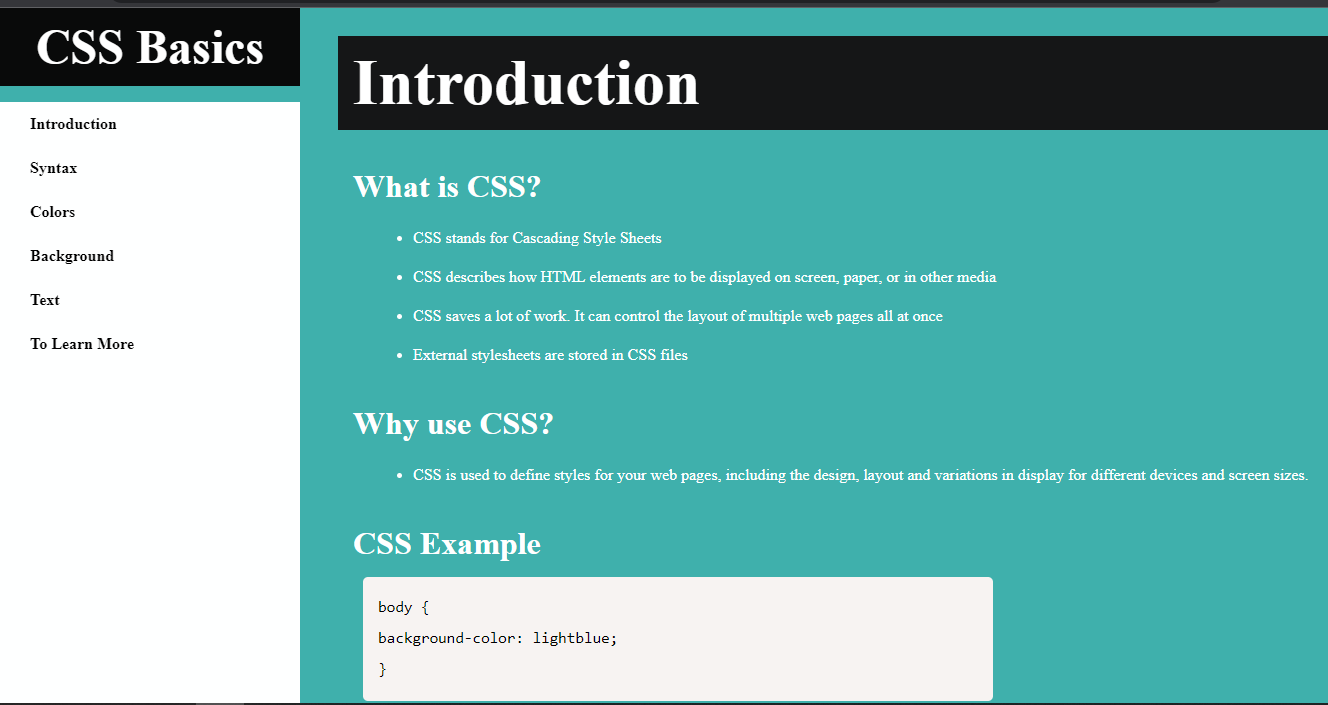 CSS Basics
Introduction
Syntax
Colors
Background
Text
To Learn More
Introduction
What is CSS?
CSS stands for Cascading Style Sheets
CSS describes how HTML elements are to be displayed on screen, paper, or in other media
CSS saves a lot of work. It can control the layout of multiple web pages all at once
External stylesheets are stored in CSS files
Why use CSS?
CSS is used to define styles for your web pages, including the design, layout and variations in display for different devices and screen sizes.
CSS Example
body {
background-color: lightblue;
}